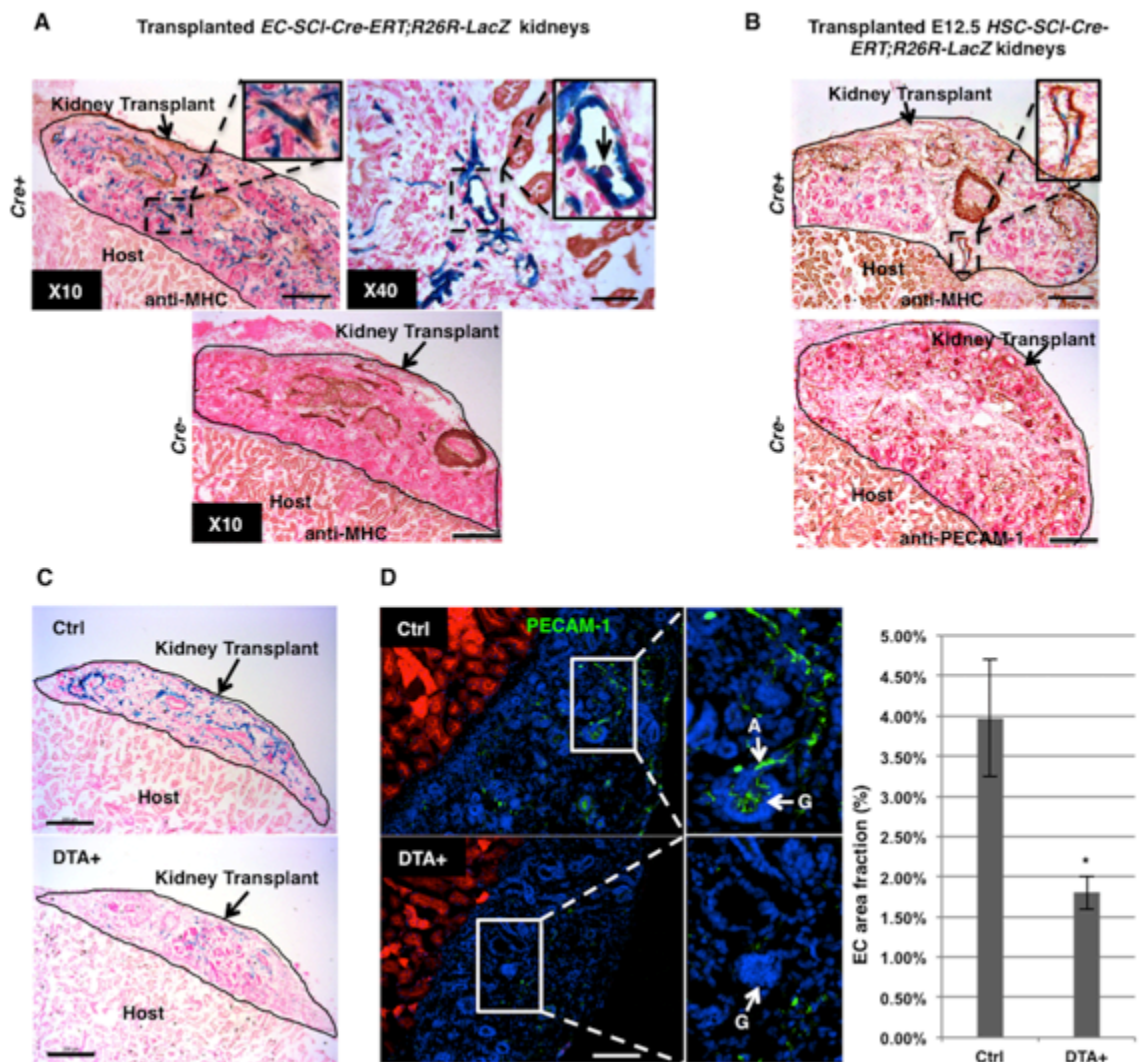 A
Transplanted EC-SCl-Cre-ERT;R26R-LacZ kidneys
Kidney Transplant
Cre+
Host
X10
anti-MHC
X40
Kidney Transplant
Cre-
Host
X10
anti-MHC
B
Transplanted E12.5 HSC-SCl-Cre-
ERT;R26R-LacZ kidneys
Kidney Transplant
Cre+
Host
anti-MHC
Kidney Transplant
Cre-
Host
anti-PECAM-1
C
Ctrl
Kidney Transplant
Host
DTA+
Kidney Transplant
Host
D
Ctrl
PECAM-1
A
G
DTA+
G
EC area fraction (%)
5.00%
4.50%
4.00%
3.50%
3.00%
2.50%
2.00%
1.50%
1.00%
0.50%
0.00%
*
Ctrl
DTA+